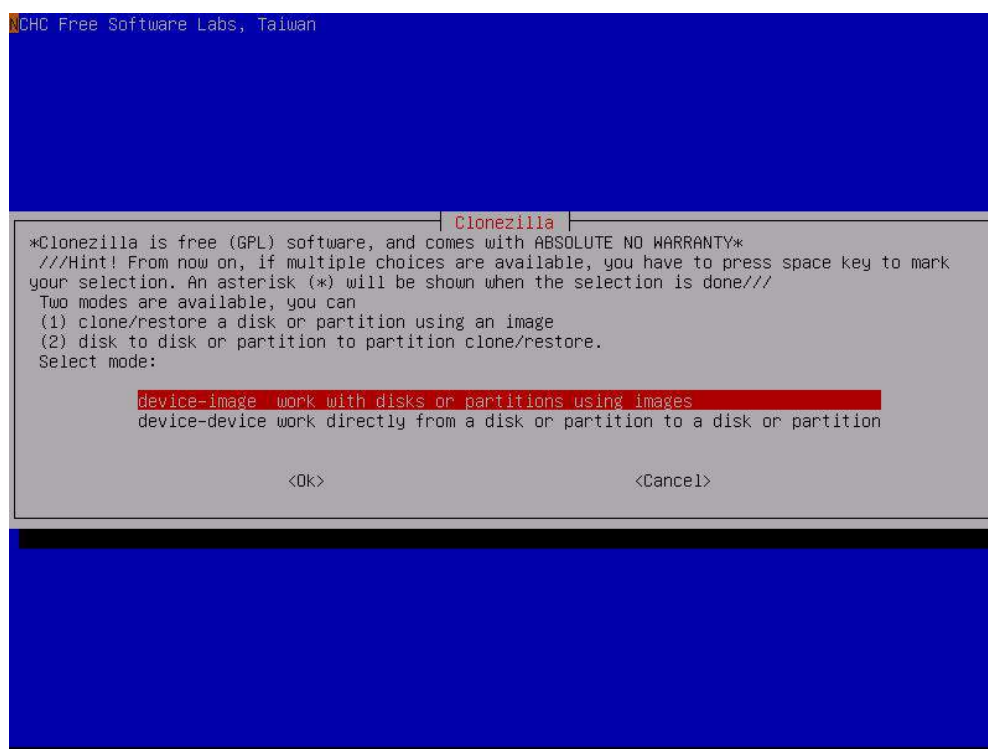 NCHC Free Software Labs, Taiwan
Clonezilla
*Clonezilla is free (GPL) software, and comes with ABSOLUTE NO WARRANTY*
///Hint! From now on, if multiple choices are available, you have to press space key to mark
your selection. An asterisk (*) will be shown when the selection is done///
Two modes are available, you can
(1) clone/restore a disk or partition using an image
(2) disk to disk or partition to partition clone/restore.
Select mode:
device-image work with disks or partitions using images
device-device work directly from a disk or partition to a disk or partition
<Ok> <Cancel>